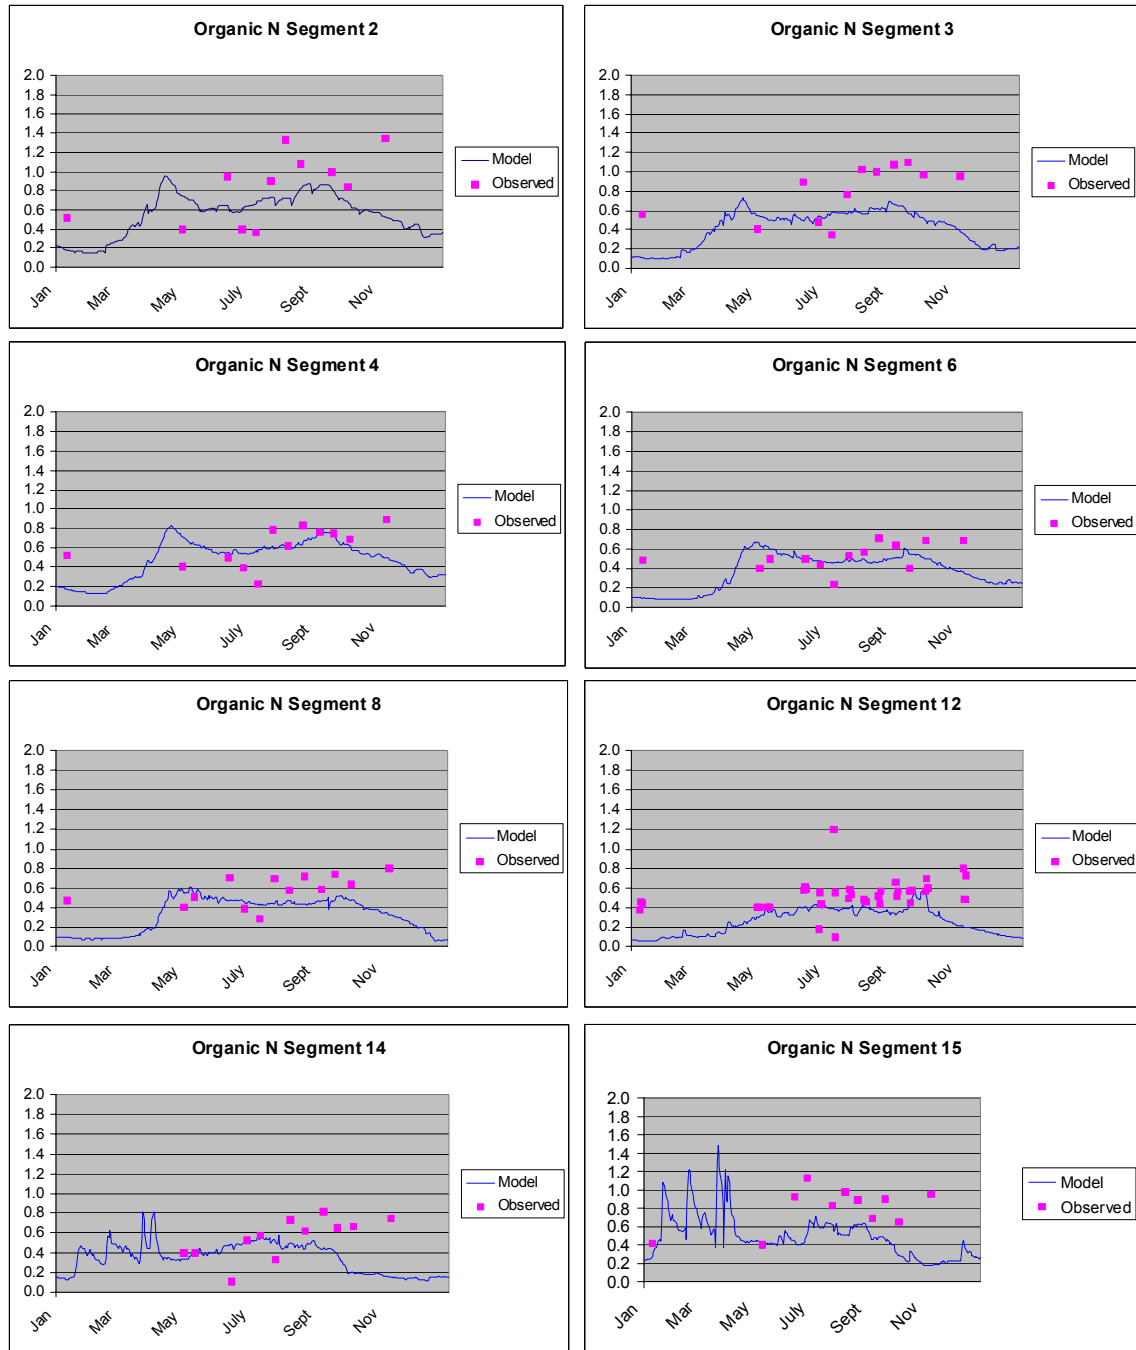 Organic N Segment 2
2.0
1.8
1.6
1.4
1.2
1.0
0.8
0.6
0.4
0.2
0.0
Jan
Mar
May
July
Sept
Nov
Model
Observed
Organic N Segment 3
2.0
1.8
1.6
1.4
1.2
1.0
0.8
0.6
0.4
0.2
0.0
Jan
Mar
May
July
Sept
Nov
Model
Observed
Organic N Segment 4
2.0
1.8
1.6
1.4
1.2
1.0
0.8
0.6
0.4
0.2
0.0
Jan
Mar
May
July
Sept
Nov
Model
Observed
Organic N Segment 6
2.0
1.8
1.6
1.4
1.2
1.0
0.8
0.6
0.4
0.2
0.0
Jan
Mar
May
July
Sept
Nov
Model
Observed
Organic N Segment 8
2.0
1.8
1.6
1.4
1.2
1.0
0.8
0.6
0.4
0.2
0.0
Jan
Mar
May
July
Sept
Nov
Model
Observed
Organic N Segment 12
2.0
1.8
1.6
1.4
1.2
1.0
0.8
0.6
0.4
0.2
0.0
Jan
Mar
May
July
Sept
Nov
Model
Observed
Organic N Segment 14
2.0
1.8
1.6
1.4
1.2
1.0
0.8
0.6
0.4
0.2
0.0
Jan
Mar
May
July
Sept
Nov
Model
Observed
Organic N Segment 15
2.0
1.8
1.6
1.4
1.2
1.0
0.8
0.6
0.4
0.2
0.0
Jan
Mar
May
July
Sept
Nov
Model
Observed